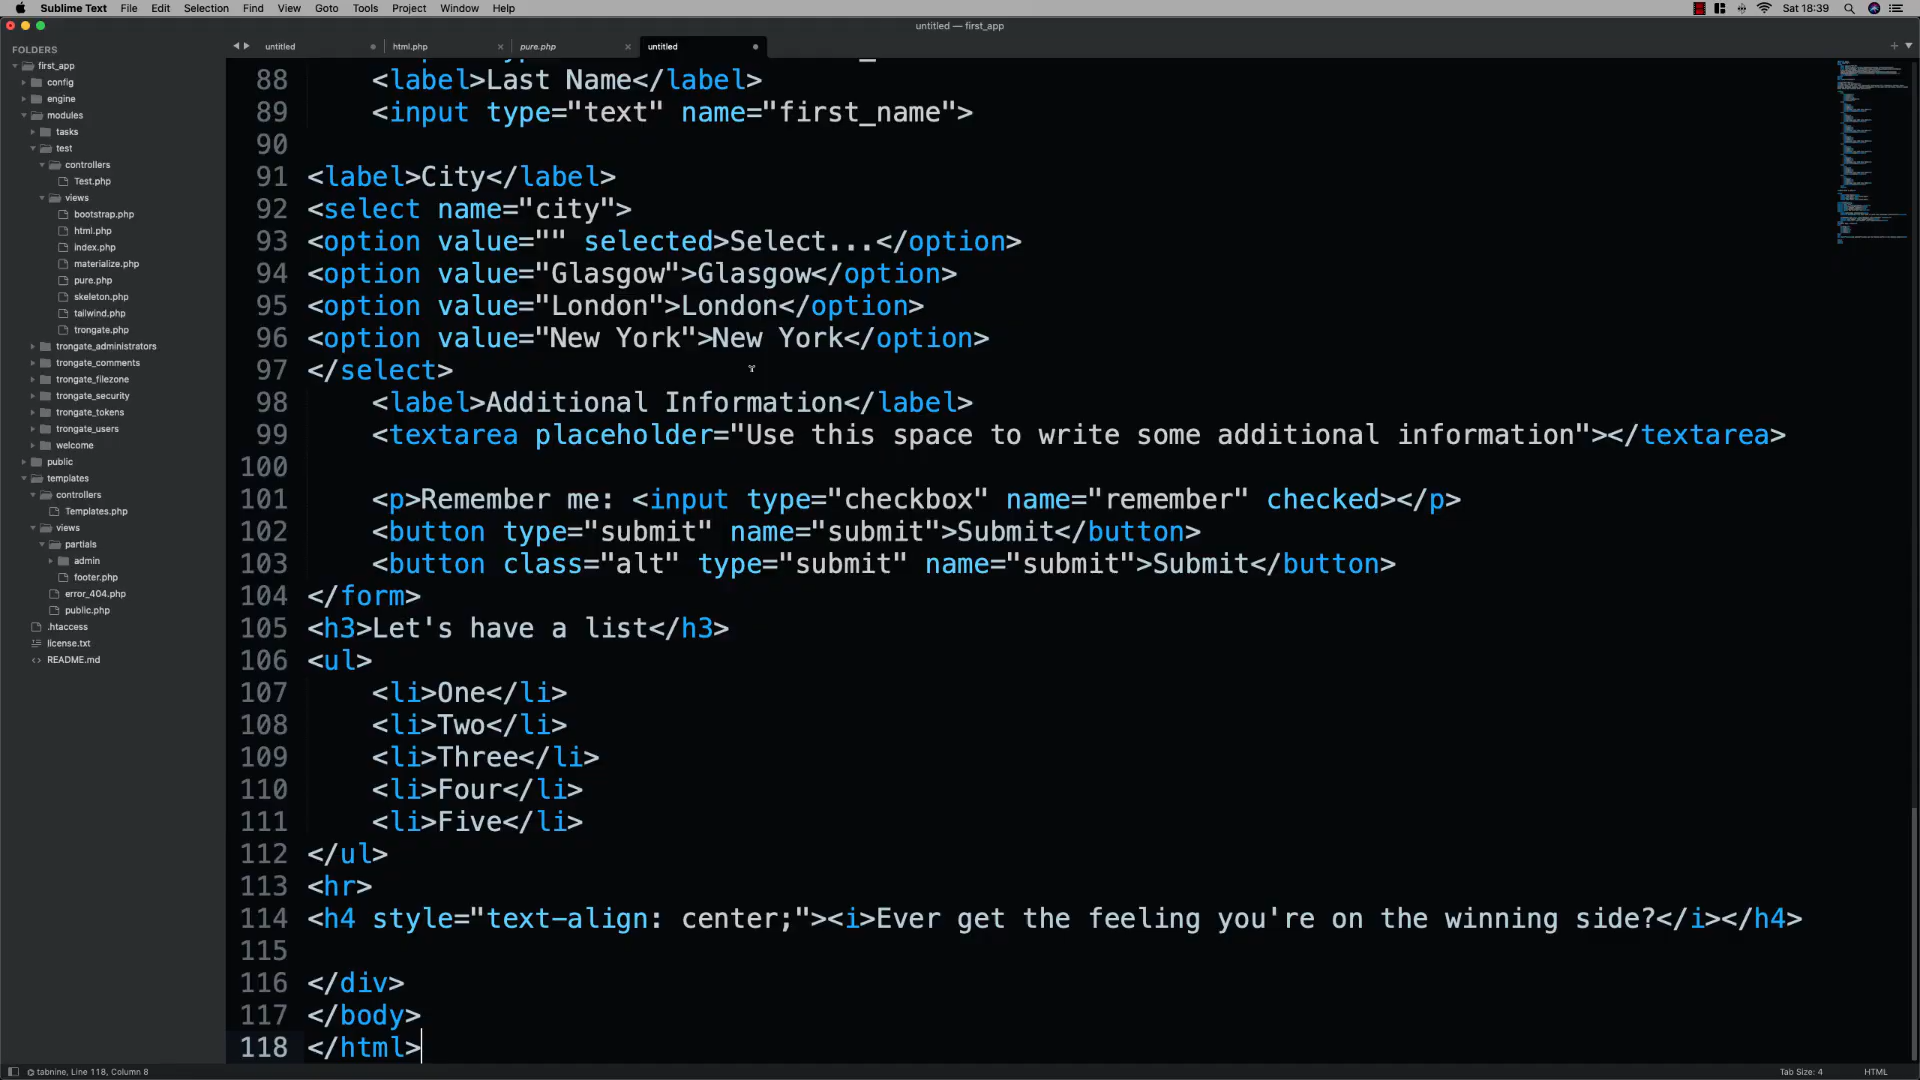 Sublime Text File Edit Selection Find View Goto Tools Project Window Help Sat 18:39
untitled — first_app
FOLDERS
first_app
config
engine
modules
tasks
test
controllers
Test.php
views
bootstrap.php
html.php
index.php
materialize.php
pure.php
skeleton.php
tailwind.php
trongate.php
trongate_administrators
trongate_comments
trongate_filezone
trongate_security
trongate_tokens
trongate_users
welcome
public
templates
controllers
Templates.php
views
partials
admin
footer.php
error_404.php
public.php
.htaccess
license.txt
README.md
untitled html.php pure.php untitled
88 <label>Last Name</label>
89 <input type="text" name="first_name">
90
91 <label>City</label>
92 <select name="city">
93 <option value="" selected>Select...</option>
94 <option value="Glasgow">Glasgow</option>
95 <option value="London">London</option>
96 <option value="New York">New York</option>
97 </select>
98 <label>Additional Information</label>
99 <textarea placeholder="Use this space to write some additional information"></textarea>
100
101 <p>Remember me: <input type="checkbox" name="remember" checked></p>
102 <button type="submit" name="submit">Submit</button>
103 <button class="alt" type="submit" name="submit">Submit</button>
104 </form>
105 <h3>Let's have a list</h3>
106 <ul>
107 <li>One</li>
108 <li>Two</li>
109 <li>Three</li>
110 <li>Four</li>
111 <li>Five</li>
112 </ul>
113 <hr>
114 <h4 style="text-align: center;"><i>Ever get the feeling you're on the winning side?</i></h4>
115
116 </div>
117 </body>
118 </html>
tabnine, Line 118, Column 8 Tab Size: 4 HTML